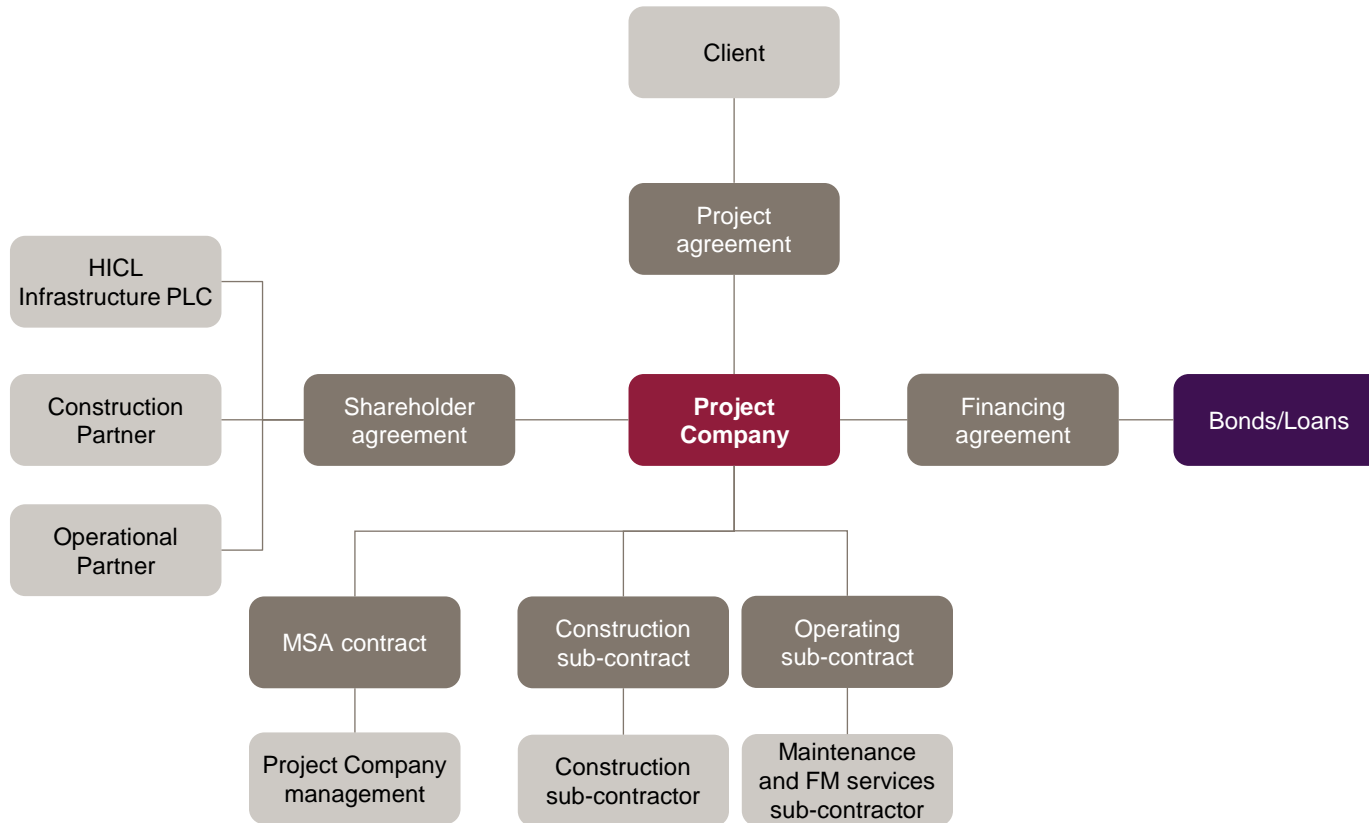 Client
Project
agreement
HICL
Infrastructure PLC
Construction
Partner
Operational
Partner
Shareholder
agreement
Project
Company
Financing
agreement
Bonds/Loans
MSA contract
Construction
sub-contract
Operating
sub-contract
Project Company
management
Construction
sub-contractor
Maintenance
and FM services
sub-contractor